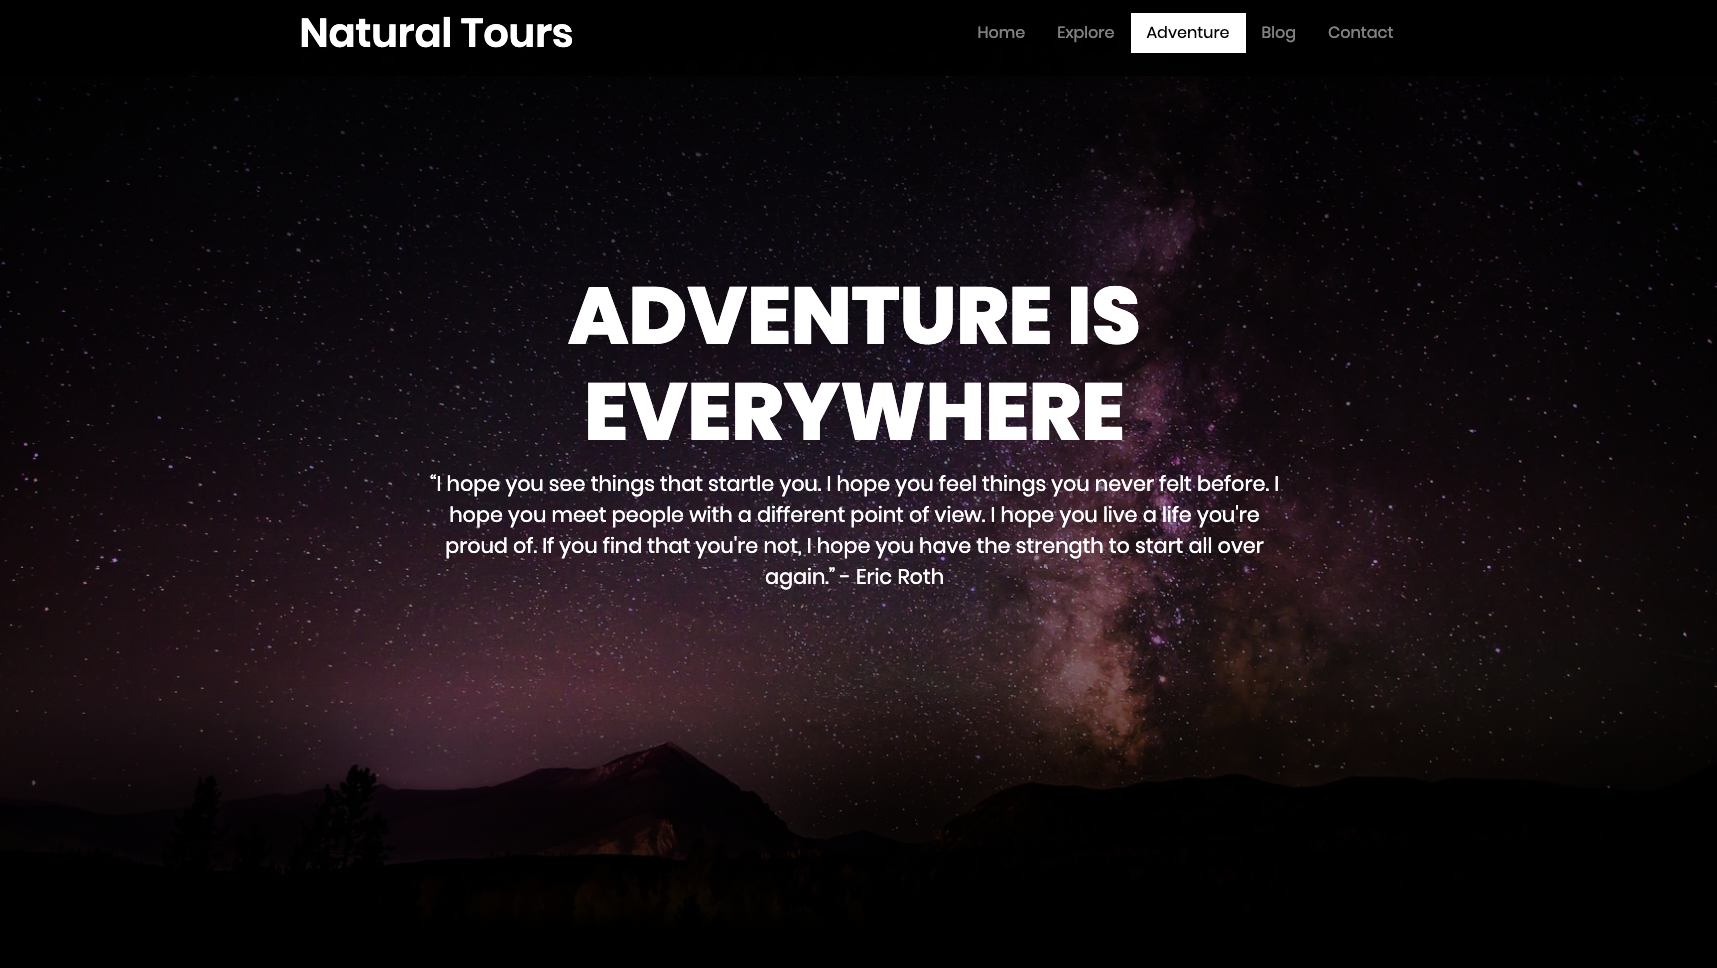 Natural Tours
Home Explore Adventure Blog Contact
ADVENTURE IS
EVERYWHERE
“I hope you see things that startle you. I hope you feel things you never felt before. I
hope you meet people with a different point of view. I hope you live a life you're
proud of. If you find that you're not, I hope you have the strength to start all over
again.” - Eric Roth